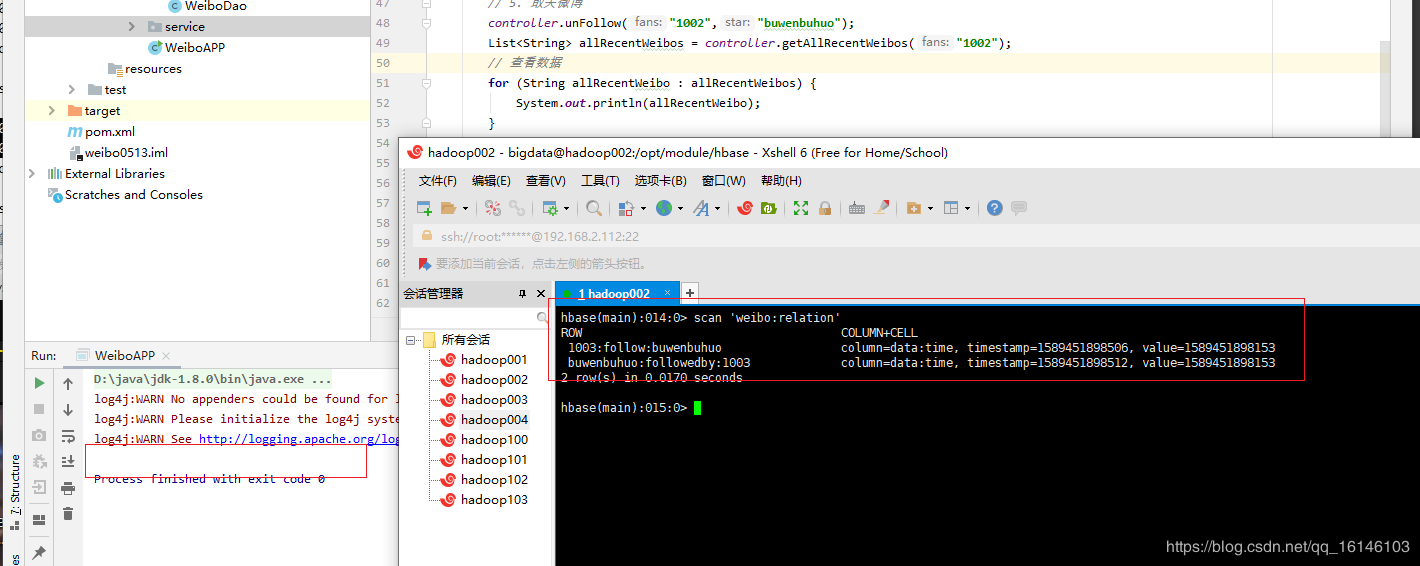 WeiboDao
service
WeiboAPP
resources
test
target
pom.xml
weibo0513.iml
External Libraries
Scratches and Consoles
47 // 5. 取关微博
48 controller.unFollow( fans: "1002", star: "buwenbuhuo");
49 List<String> allRecentWeibos = controller.getAllRecentWeibos( fans: "1002");
50 // 查看数据
51 for (String allRecentWeibo : allRecentWeibos) {
52 System.out.println(allRecentWeibo);
53 }
54
55
56
57
58
59
60
61
62
hadoop002 - bigdata@hadoop002:/opt/module/hbase - Xshell 6 (Free for Home/School)
文件(F) 编辑(E) 查看(V) 工具(T) 选项卡(B) 窗口(W) 帮助(H)
ssh://root:******@192.168.2.112:22
要添加当前会话，点击左侧的箭头按钮。
会话管理器
1 hadoop002
所有会话
hadoop001
hadoop002
hadoop003
hadoop004
hadoop100
hadoop101
hadoop102
hadoop103
hbase(main):014:0> scan 'weibo:relation'
ROW COLUMN+CELL
1003:follow:buwenbuhuo column=data:time, timestamp=1589451898506, value=1589451898153
buwenbuhuo:followedby:1003 column=data:time, timestamp=1589451898512, value=1589451898153
2 row(s) in 0.0170 seconds
hbase(main):015:0>
Run: WeiboAPP
D:\java\jdk-1.8.0\bin\java.exe ...
log4j:WARN No appenders could be found for
log4j:WARN Please initialize the log4j syste
log4j:WARN See http://logging.apache.org/log
Process finished with exit code 0
7: Structure
https://blog.csdn.net/qq_16146103